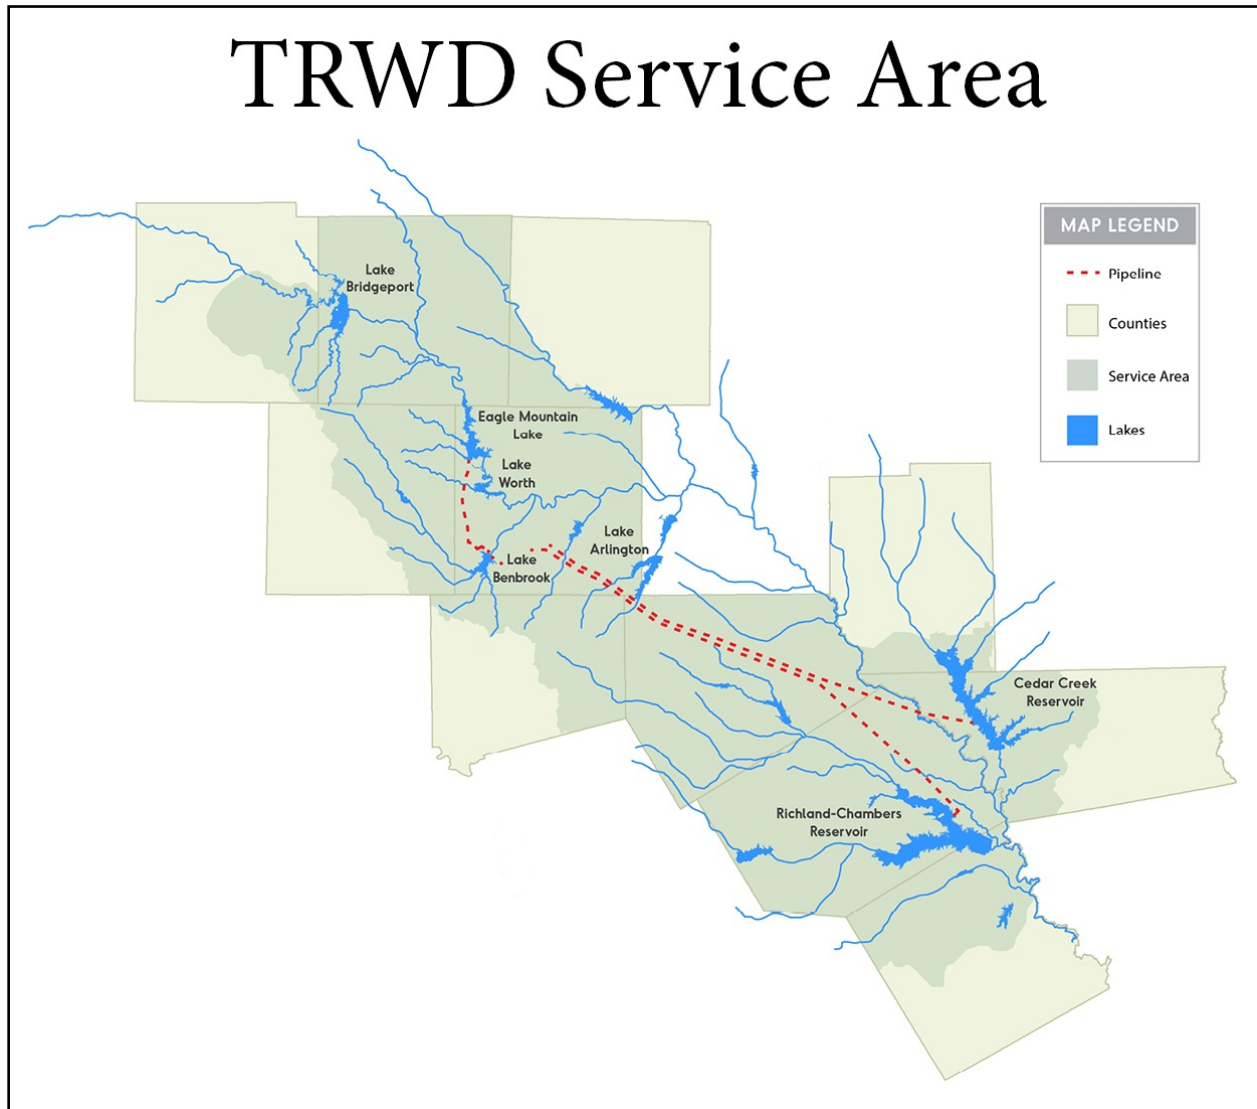 TRWD Service Area
MAP LEGEND
Pipeline
Counties
Service Area
Lakes
Lake
Bridgeport
Eagle Mountain
Lake
Lake
Worth
Lake
Arlington
Lake
Benbrook
Cedar Creek
Reservoir
Richland-Chambers
Reservoir